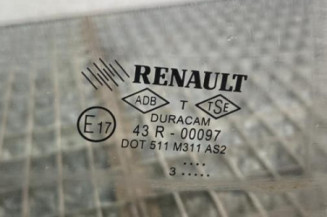 RENAULT
ADB T TSE
DURACAM
E17 43 R - 00097
DOT 511 M311 AS2
....
3 .....